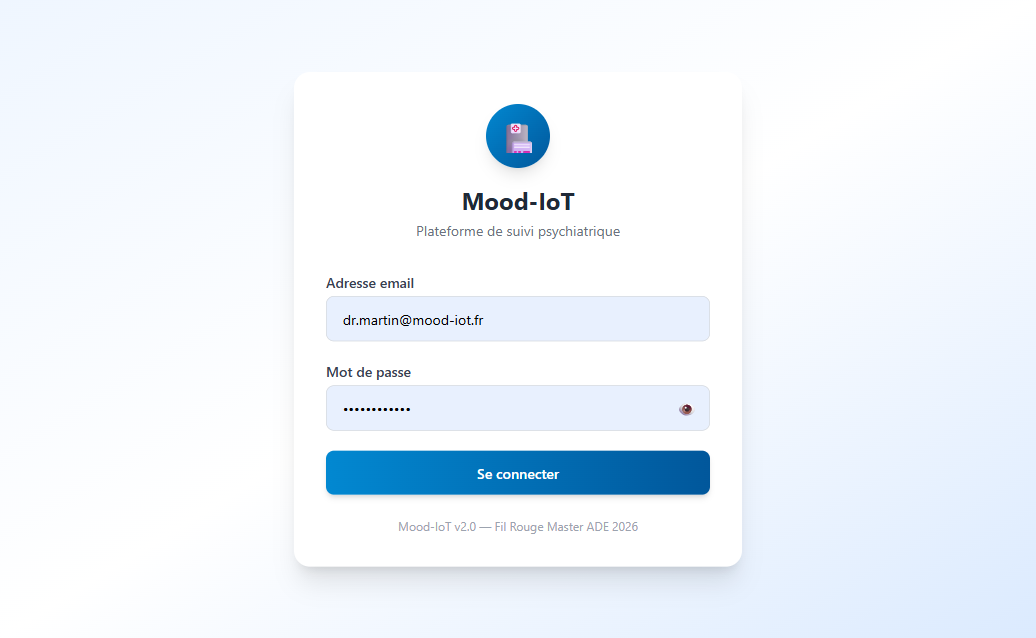 Mood-IoT
Plateforme de suivi psychiatrique
Adresse email
dr.martin@mood-iot.fr
Mot de passe
••••••••••••
Se connecter
Mood-IoT v2.0 — Fil Rouge Master ADE 2026